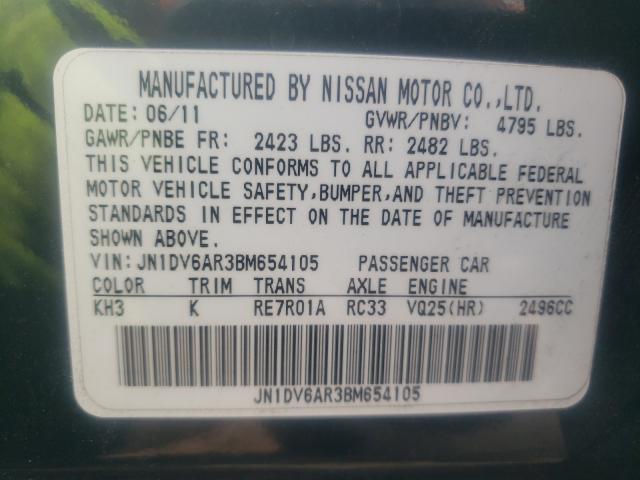 MANUFACTURED BY NISSAN MOTOR CO.,LTD.
DATE: 06/11 GVWR/PNBV: 4795 LBS.
GAWR/PNBE FR: 2423 LBS. RR: 2482 LBS.
THIS VEHICLE CONFORMS TO ALL APPLICABLE FEDERAL
MOTOR VEHICLE SAFETY,BUMPER,AND THEFT PREVENTION
STANDARDS IN EFFECT ON THE DATE OF MANUFACTURE
SHOWN ABOVE.
VIN: JN1DV6AR3BM654105 PASSENGER CAR
COLOR TRIM TRANS AXLE ENGINE
KH3 K RE7R01A RC33 VQ25(HR) 2496CC
JN1DV6AR3BM654105